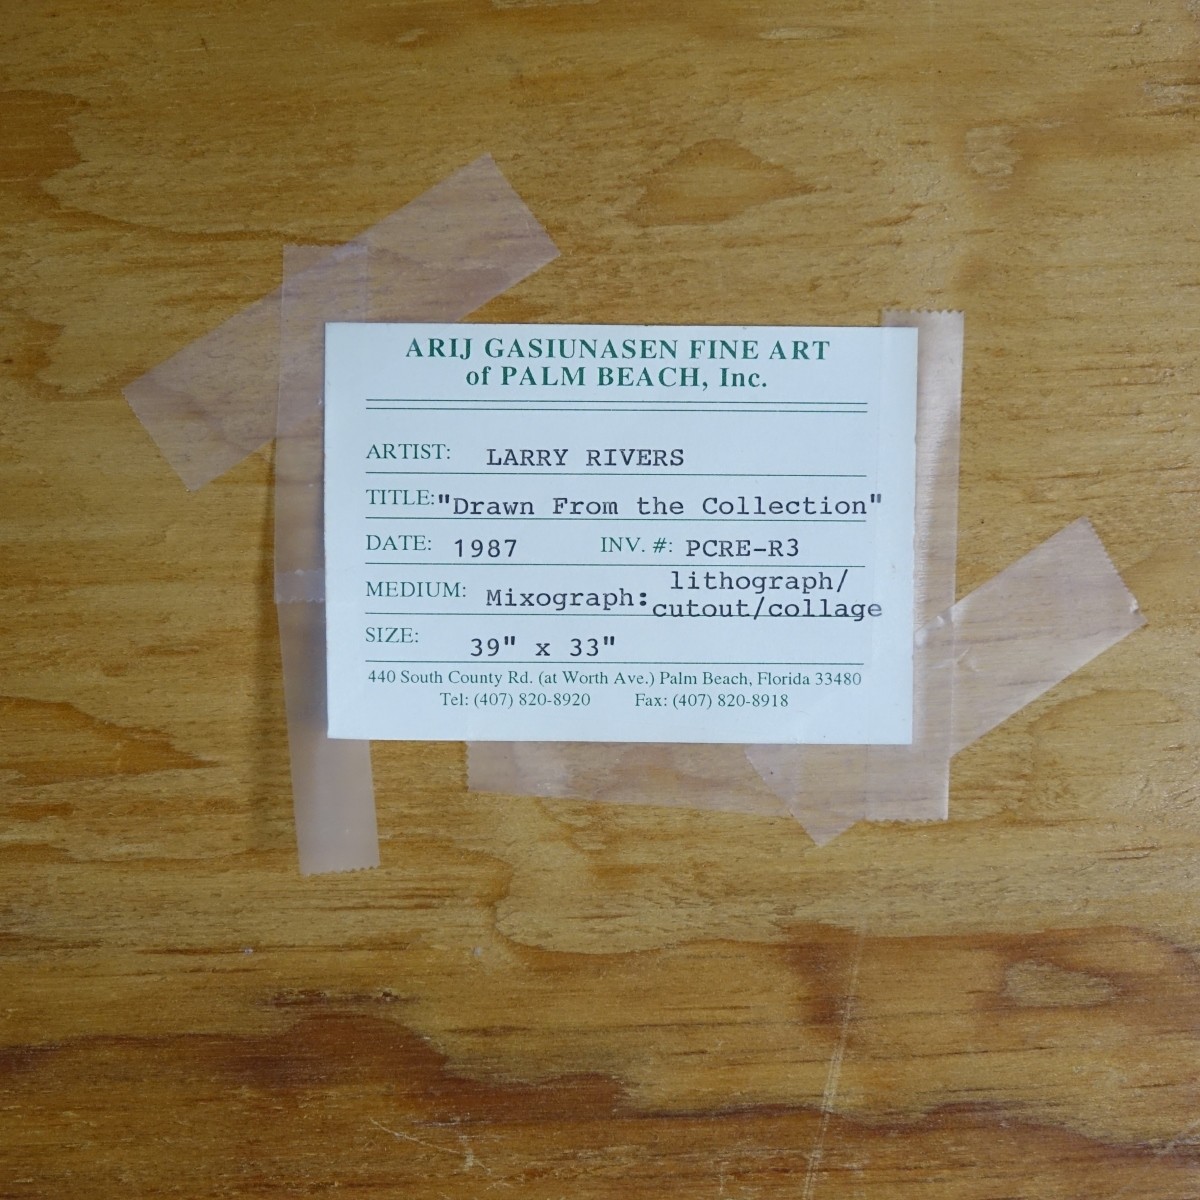 ARIJ GASIUNASEN FINE ART
of PALM BEACH, Inc.
ARTIST: LARRY RIVERS
TITLE: "Drawn From the Collection"
DATE: 1987 INV. #: PCRE-R3
MEDIUM: Mixograph: lithograph/
cutout/collage
SIZE: 39" x 33"
440 South County Rd. (at Worth Ave.) Palm Beach, Florida 33480
Tel: (407) 820-8920 Fax: (407) 820-8918